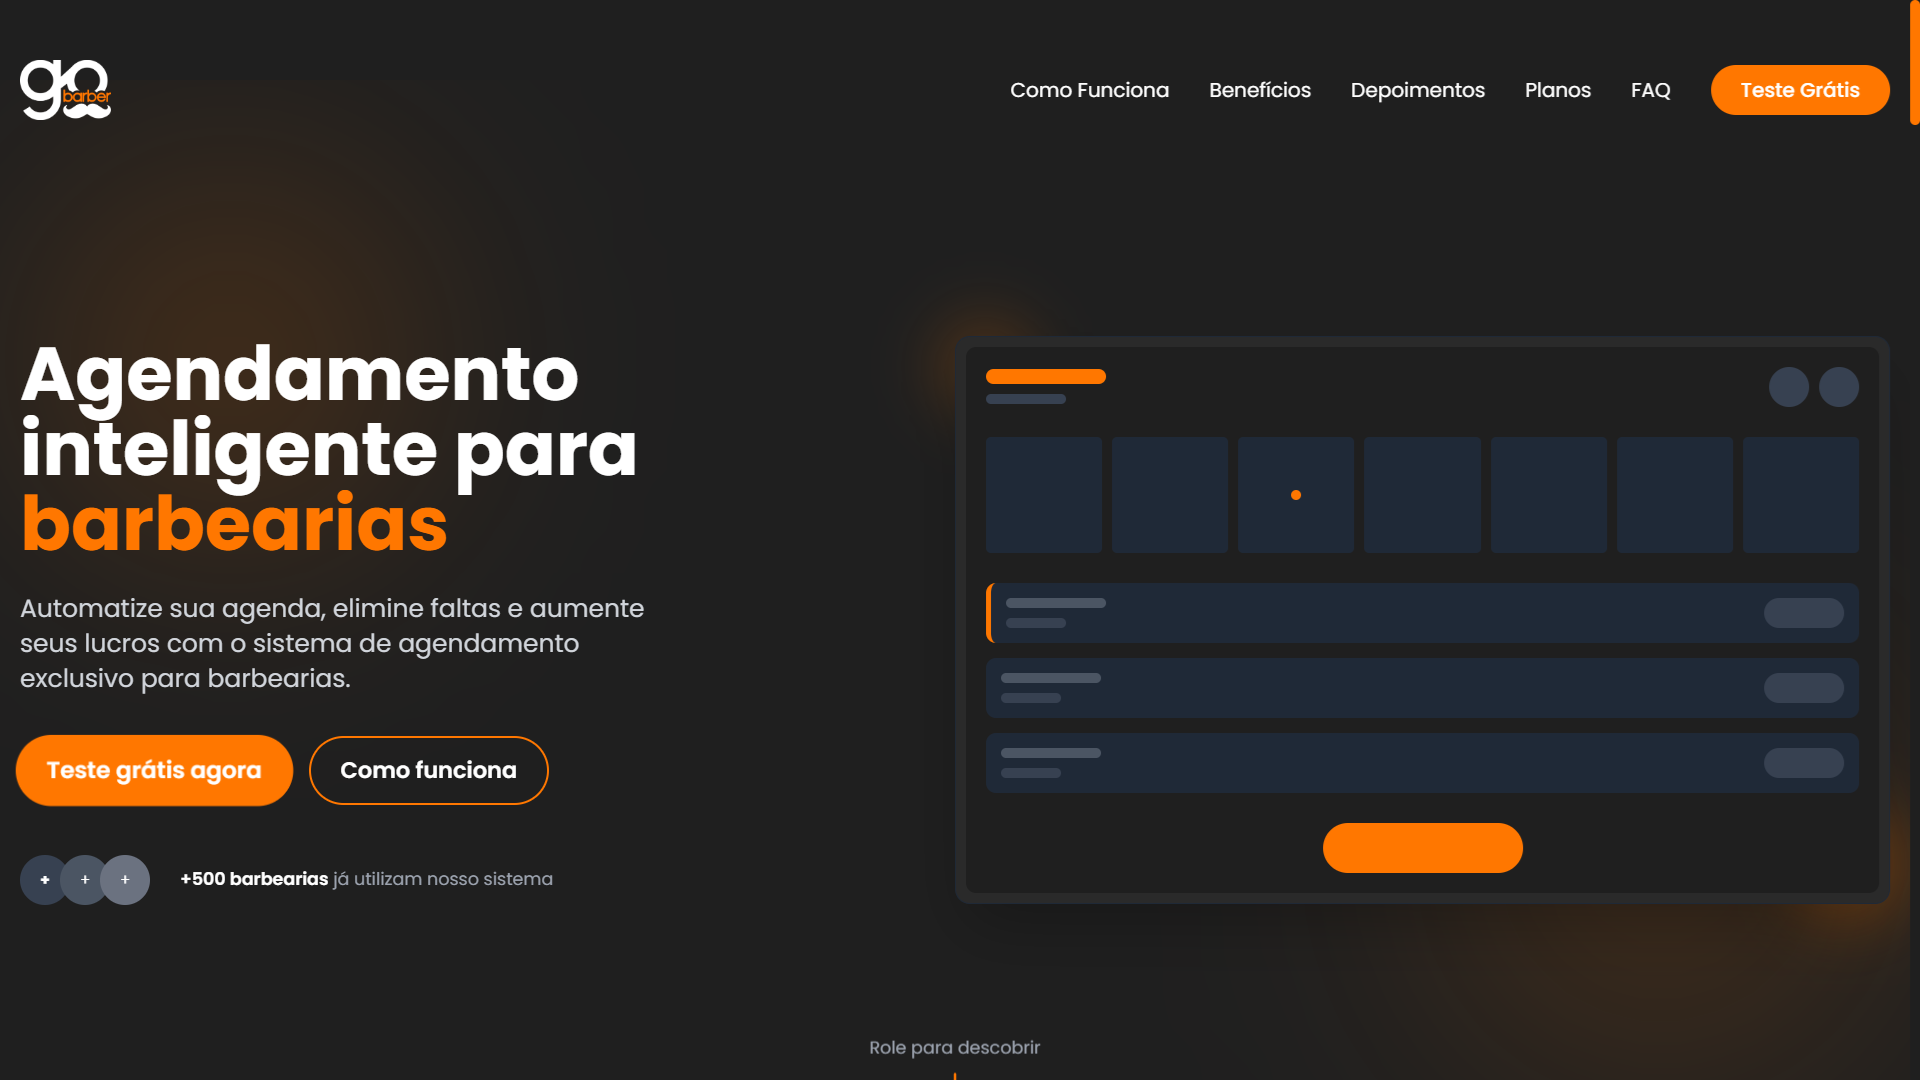 go
barber
Como Funciona
Benefícios
Depoimentos
Planos
FAQ
Teste Grátis
Agendamento
inteligente para
barbearias
Automatize sua agenda, elimine faltas e aumente
seus lucros com o sistema de agendamento
exclusivo para barbearias.
Teste grátis agora
Como funciona
+ + +
+500 barbearias já utilizam nosso sistema
Role para descobrir